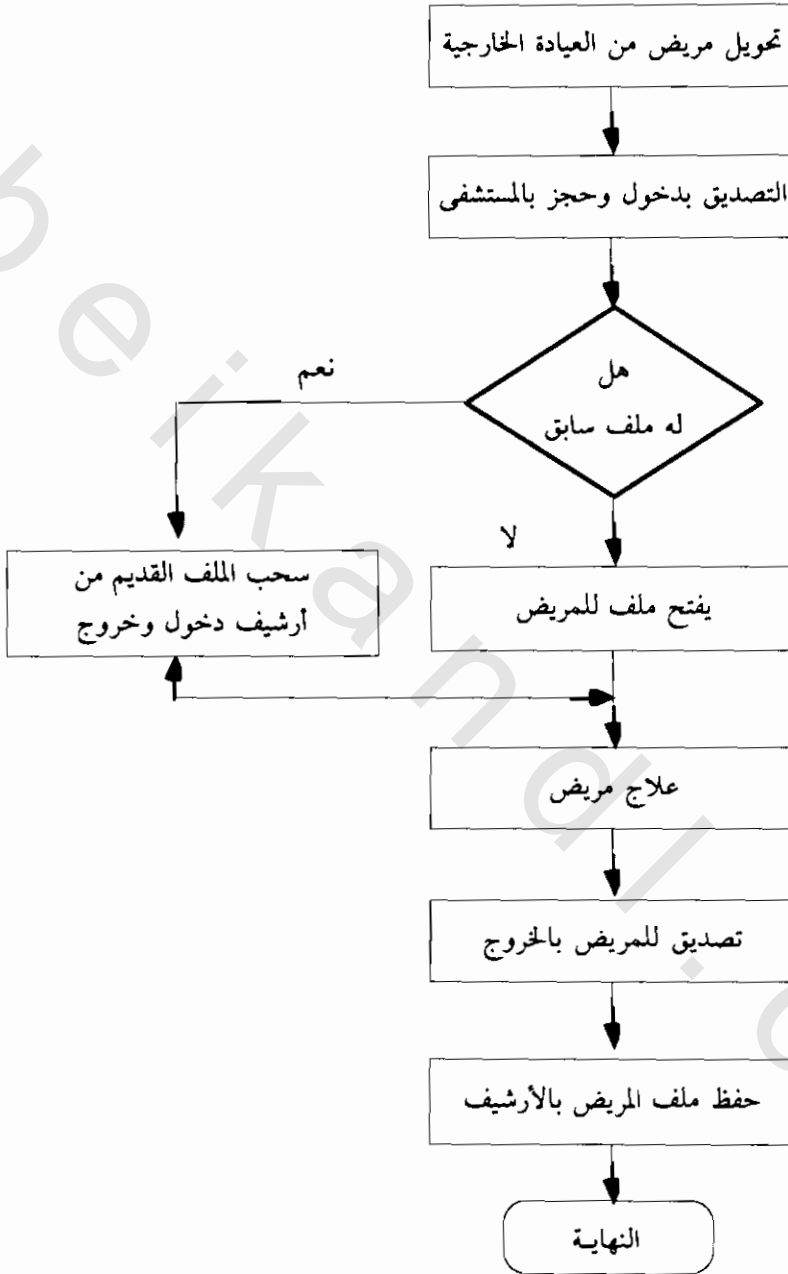 تحويل مريض من العيادة الخارجية
التصديق بدخول وحجز بالمستشفى
هل
له ملف سابق
نعم
لا
سحب الملف القديم من
أرشيف دخول وخروج
يفتح ملف للمريض
علاج مريض
تصديق للمريض بالخروج
حفظ ملف المريض بالأرشيف
النهاية
beikandl.c